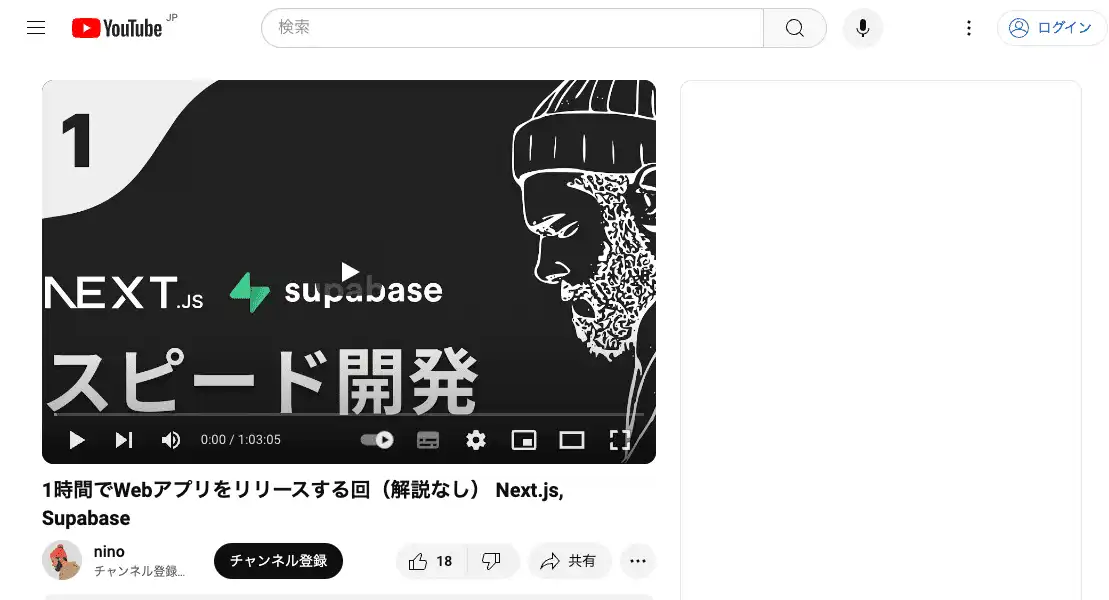 YouTube JP
検索
ログイン
1
NEXT.JS supabase
スピード開発
0:00 / 1:03:05
1時間でWebアプリをリリースする回（解説なし） Next.js,
Supabase
nino
チャンネル登録...
チャンネル登録
18
共有